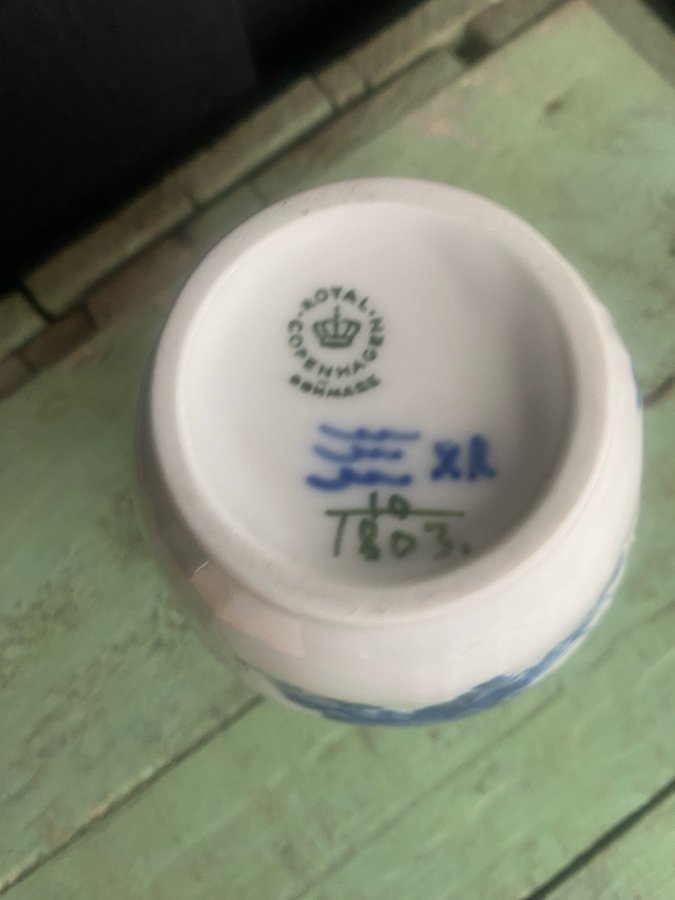 ROYAL
COPENHAGEN
DENMARK
XR
10
1803.